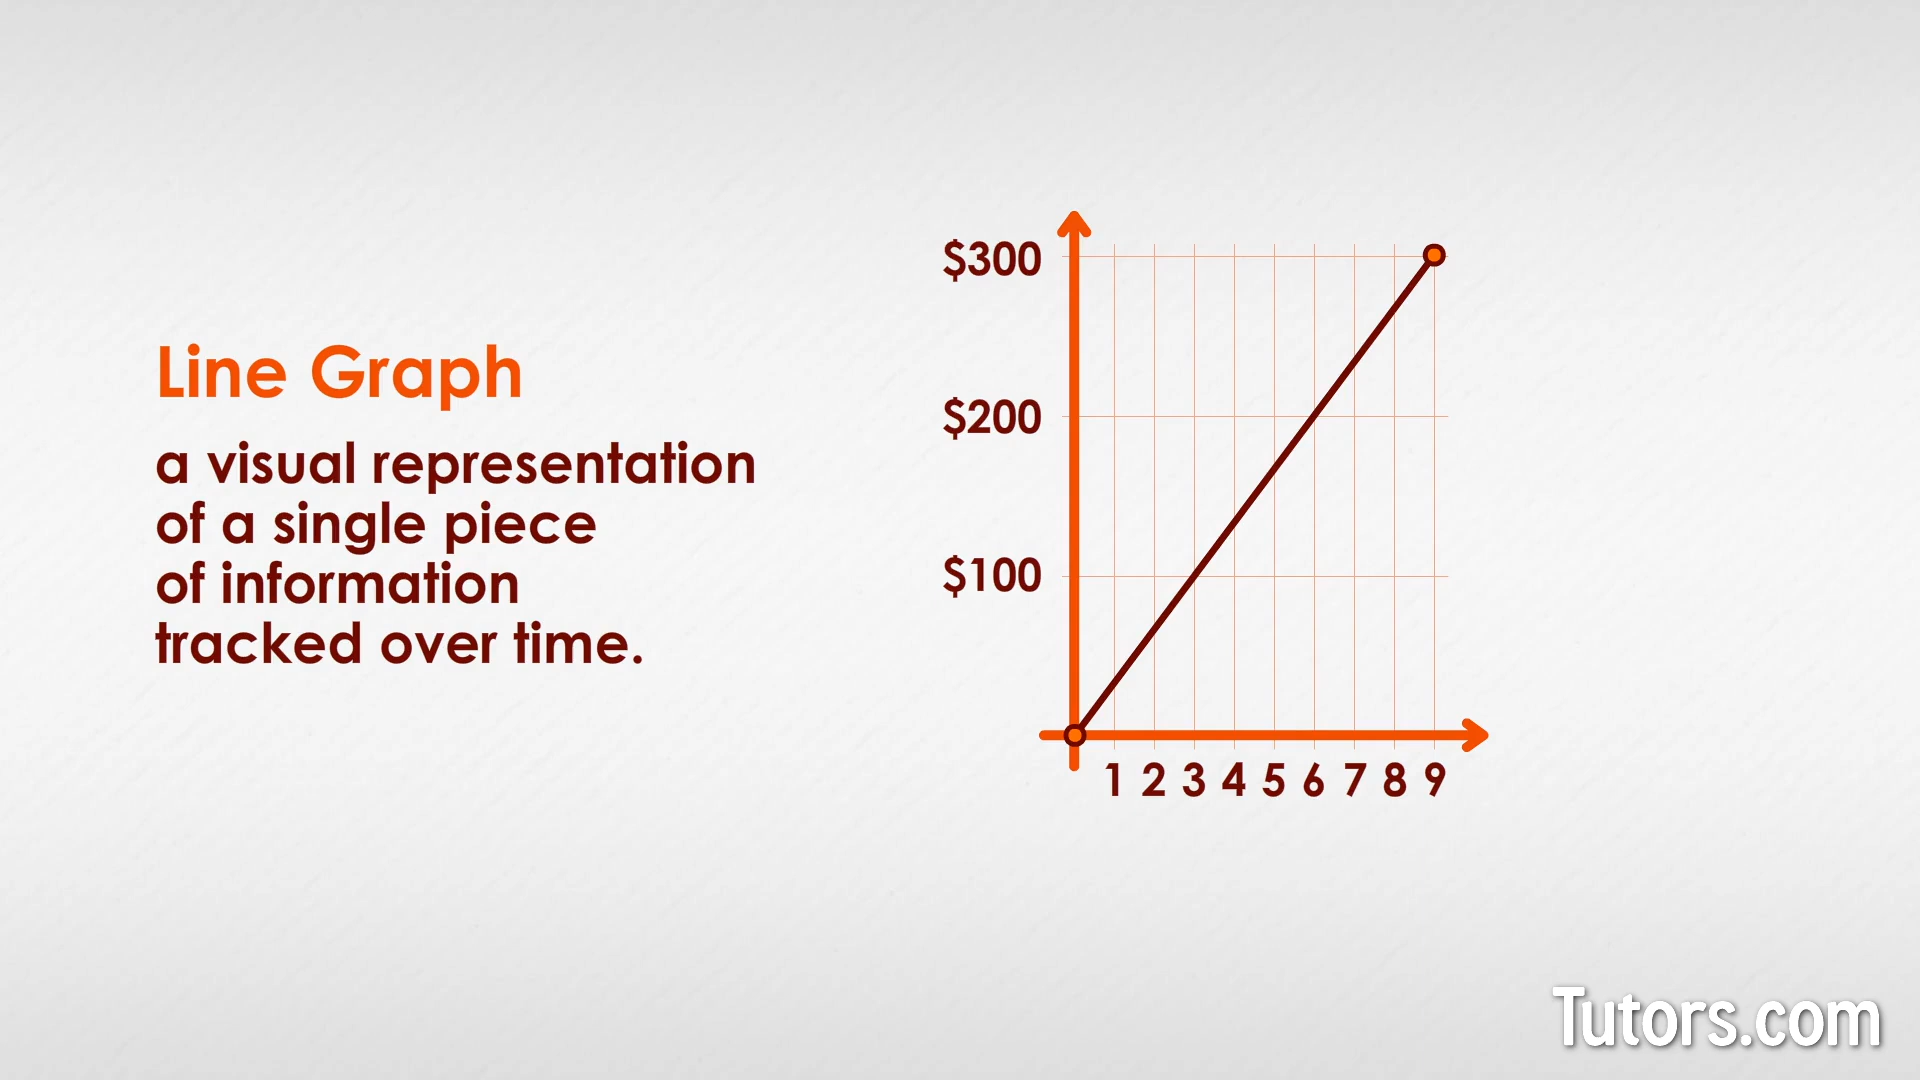 Line Graph
a visual representation
of a single piece
of information
tracked over time.
$300
$200
$100
1 2 3 4 5 6 7 8 9
Tutors.com